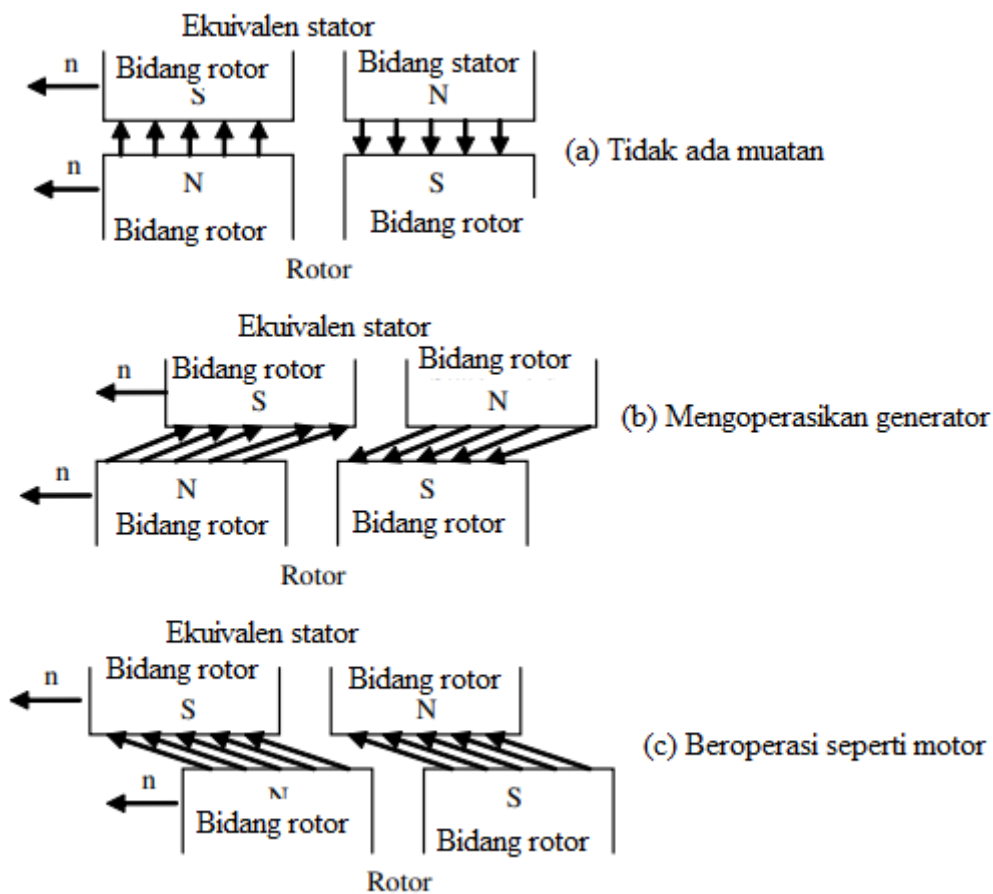 Ekuivalen stator
n
Bidang rotor
S
Bidang stator
N
n
N
Bidang rotor
S
Bidang rotor
(a) Tidak ada muatan
Rotor
Ekuivalen stator
n
Bidang rotor
S
Bidang rotor
N
(b) Mengoperasikan generator
n
N
Bidang rotor
S
Bidang rotor
Rotor
Ekuivalen stator
n
Bidang rotor
S
Bidang rotor
N
(c) Beroperasi seperti motor
n
N
Bidang rotor
S
Bidang rotor
Rotor